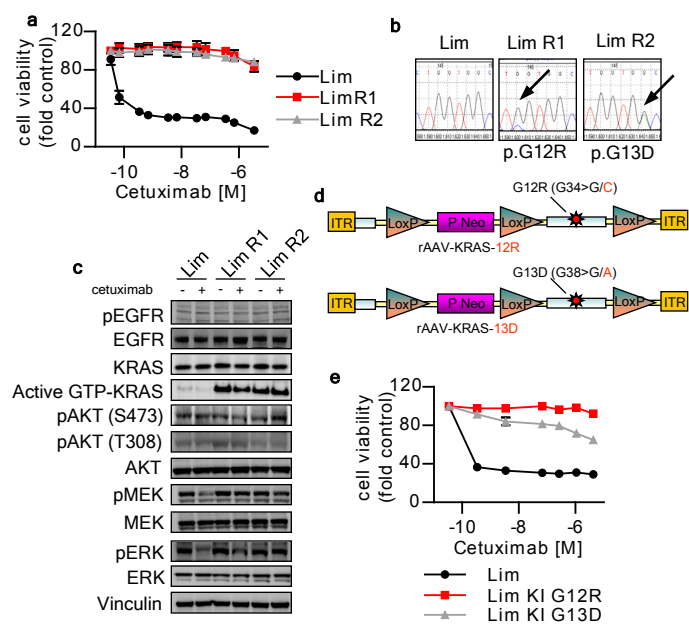 a
cell viability
(fold control)
120
80
40
0
-10
-8
-6
Cetuximab [M]
Lim
LimR1
Lim R2
b
Lim
Lim R1
Lim R2
p.G12R
p.G13D
c
Lim
Lim R1
Lim R2
cetuximab - + - + - +
pEGFR
EGFR
KRAS
Active GTP-KRAS
pAKT (S473)
pAKT (T308)
AKT
pMEK
MEK
pERK
ERK
Vinculin
d
G12R (G34>G/C)
ITR LoxP P Neo LoxP LoxP ITR
rAAV-KRAS-12R
G13D (G38>G/A)
ITR LoxP P Neo LoxP LoxP ITR
rAAV-KRAS-13D
e
cell viability
(fold control)
120
80
40
0
-10
-8
-6
Cetuximab [M]
Lim
Lim KI G12R
Lim KI G13D